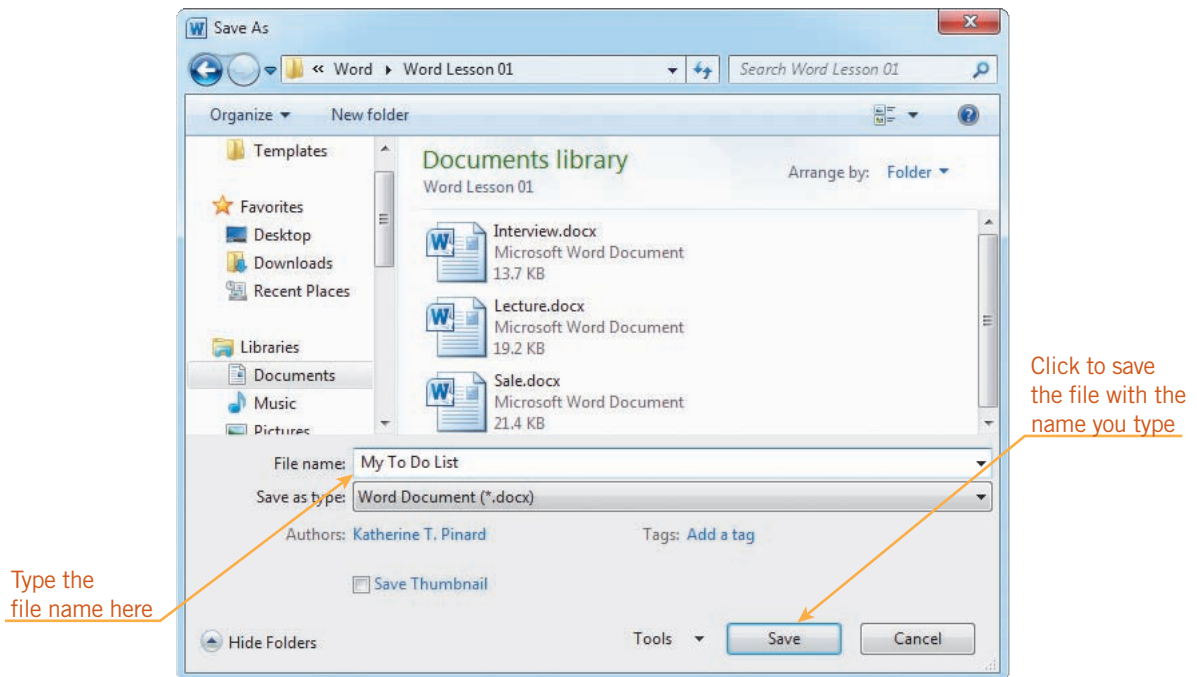 Save As
« Word ▸ Word Lesson 01
Search Word Lesson 01
Organize
New folder
Templates
Favorites
Desktop
Downloads
Recent Places
Libraries
Documents
Music
Pictures
Documents library
Word Lesson 01
Arrange by: Folder
Interview.docx
Microsoft Word Document
13.7 KB
Lecture.docx
Microsoft Word Document
19.2 KB
Sale.docx
Microsoft Word Document
21.4 KB
File name: My To Do List
Save as type: Word Document (*.docx)
Authors: Katherine T. Pinard
Tags: Add a tag
Save Thumbnail
Hide Folders
Tools
Save
Cancel
Type the
file name here
Click to save
the file with the
name you type